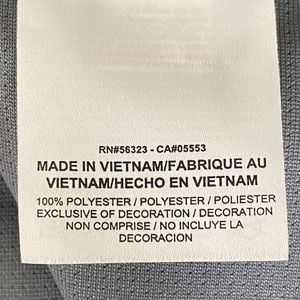 RN#56323 - CA#05553
MADE IN VIETNAM/FABRIQUE AU
VIETNAM/HECHO EN VIETNAM
100% POLYESTER / POLYESTER / POLIESTER
EXCLUSIVE OF DECORATION / DECORATION
NON COMPRISE / NO INCLUYE LA
DECORACION